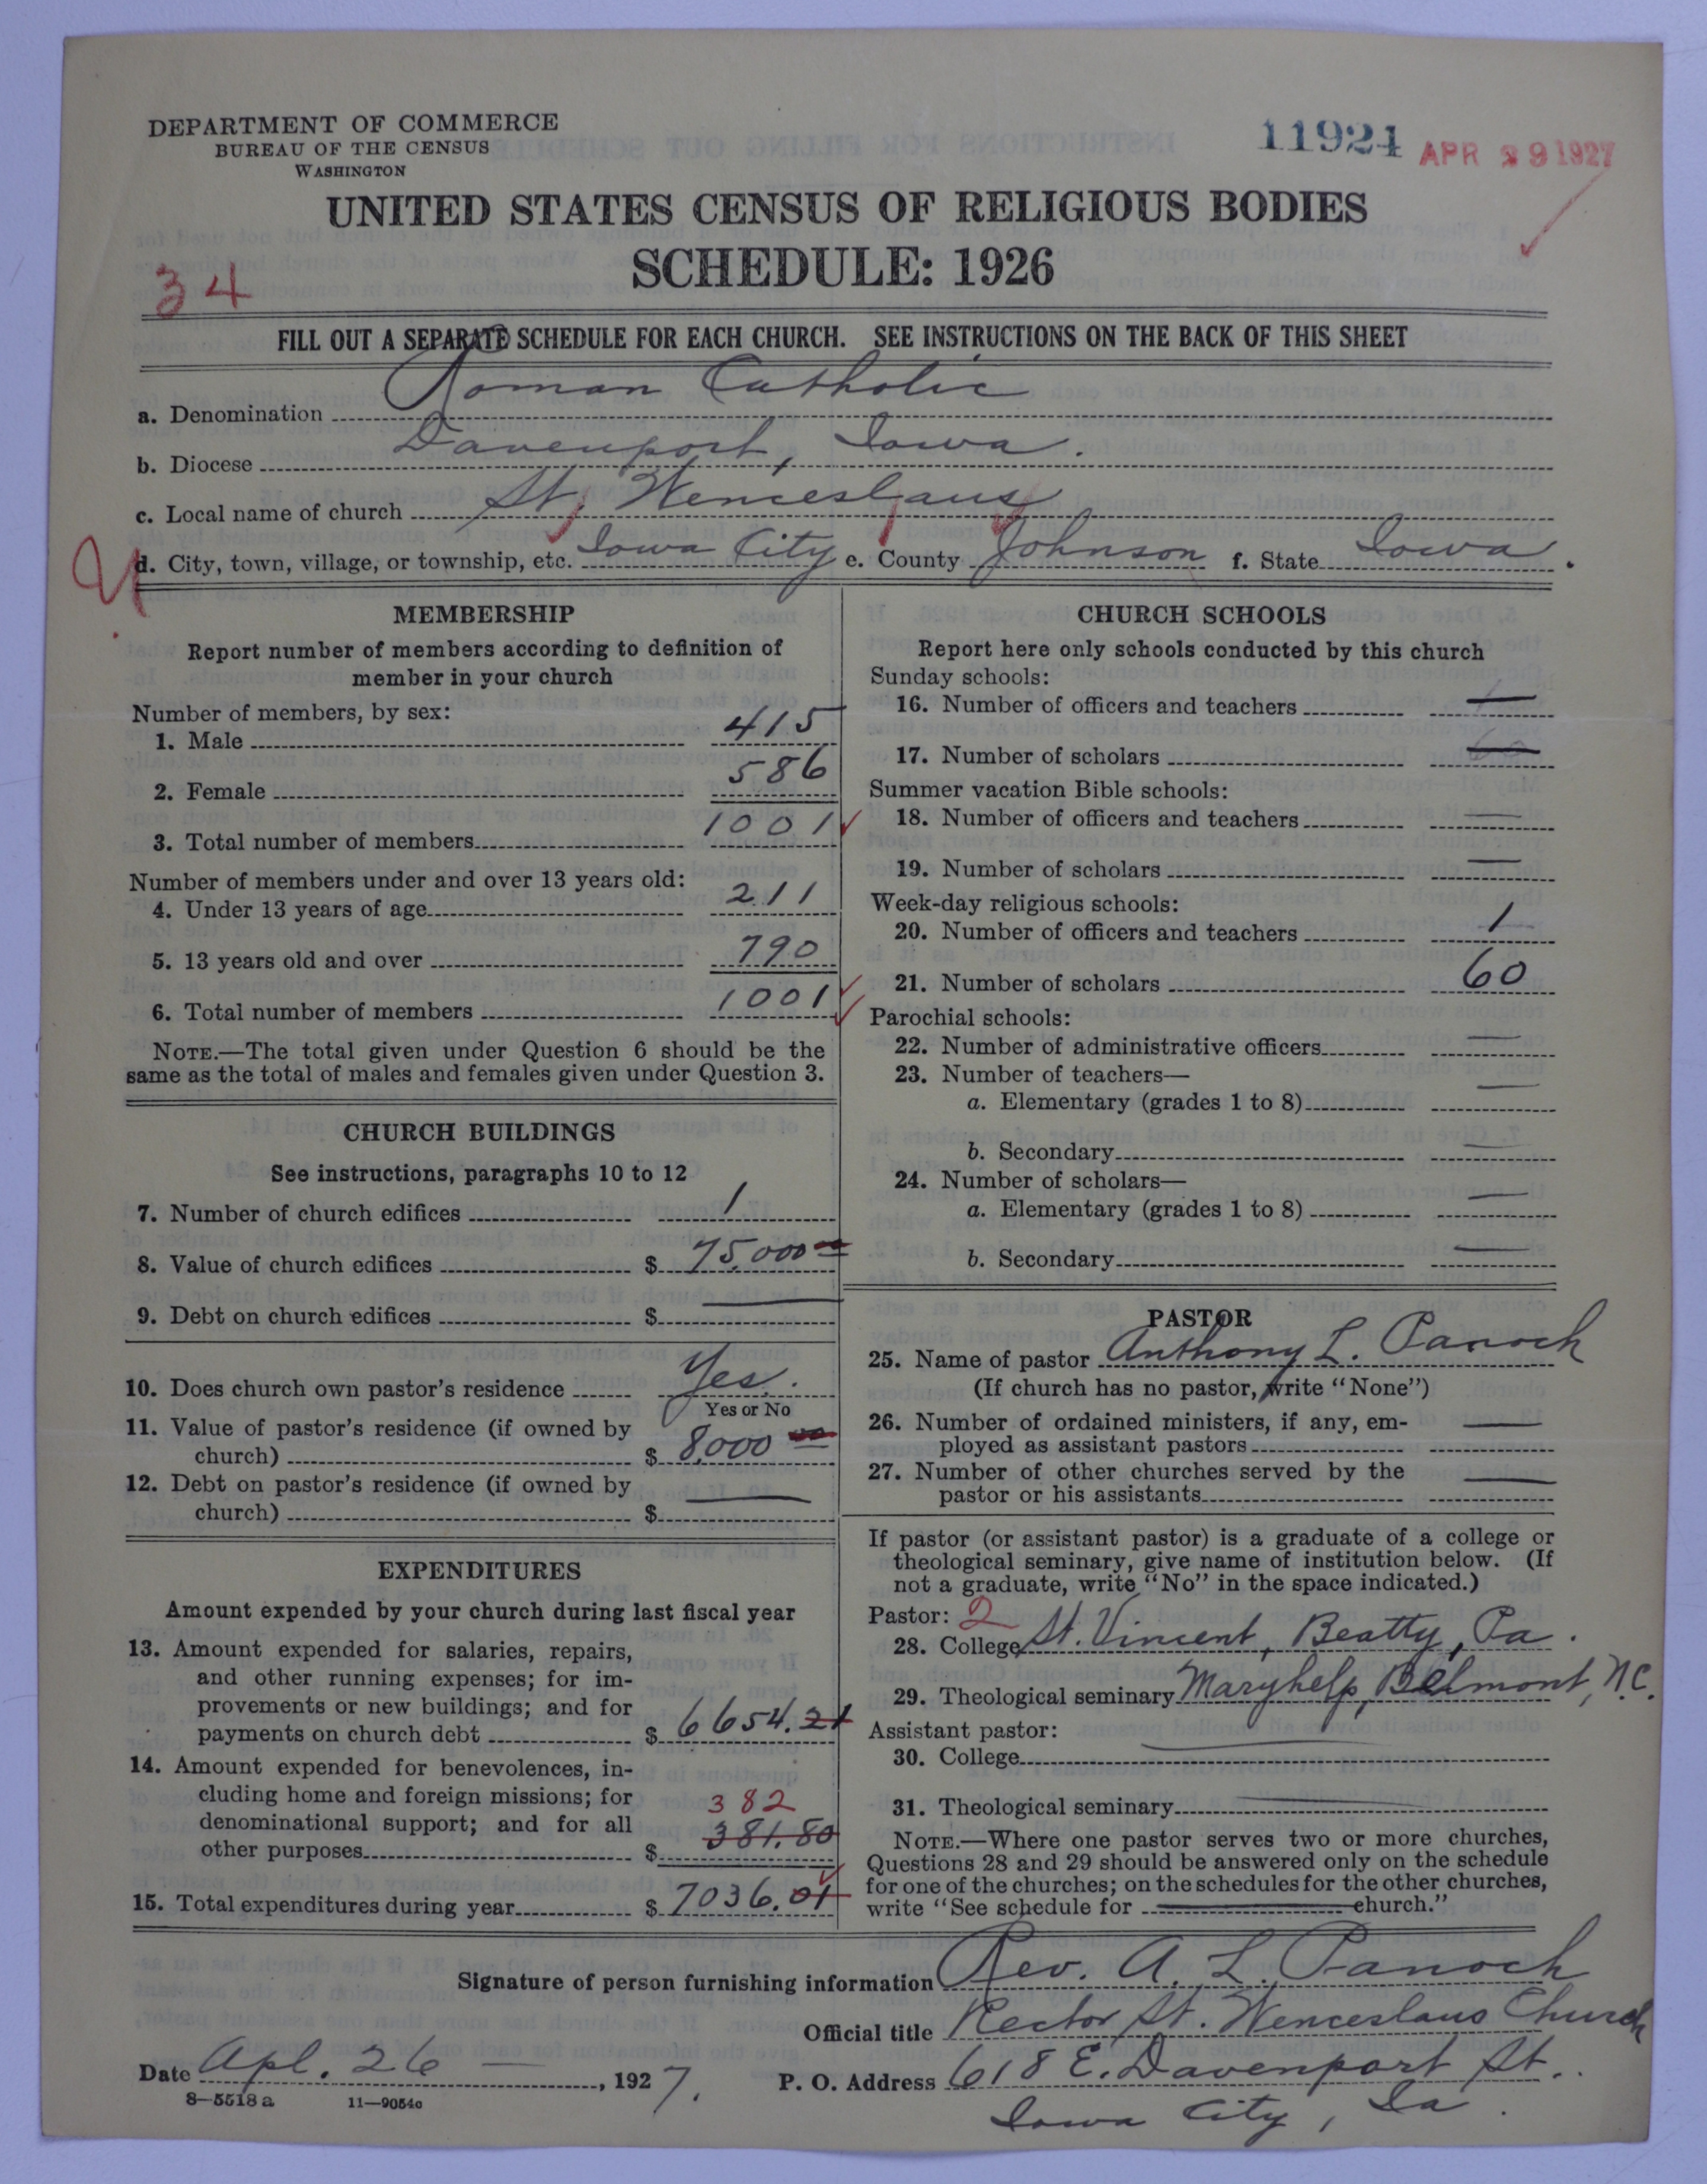 DEPARTMENT OF COMMERCE
BUREAU OF THE CENSUS
WASHINGTON
11924 APR 29 1927
UNITED STATES CENSUS OF RELIGIOUS BODIES
SCHEDULE: 1926
34
FILL OUT A SEPARATE SCHEDULE FOR EACH CHURCH. SEE INSTRUCTIONS ON THE BACK OF THIS SHEET
a. Denomination Roman Catholic
b. Diocese Davenport, Iowa.
c. Local name of church St. Wenceslaus
d. City, town, village, or township, etc. Iowa City e. County Johnson f. State Iowa.
MEMBERSHIP
Report number of members according to definition of
member in your church
Number of members, by sex:
1. Male 415
2. Female 586
3. Total number of members 1001
Number of members under and over 13 years old:
4. Under 13 years of age 211
5. 13 years old and over 790
6. Total number of members 1001
NOTE.—The total given under Question 6 should be the
same as the total of males and females given under Question 3.
CHURCH BUILDINGS
See instructions, paragraphs 10 to 12
7. Number of church edifices 1
8. Value of church edifices $ 75,000 00
9. Debt on church edifices $ —
10. Does church own pastor's residence Yes.
Yes or No
11. Value of pastor's residence (if owned by
church) $ 8,000 00
12. Debt on pastor's residence (if owned by
church) $ —
EXPENDITURES
Amount expended by your church during last fiscal year
13. Amount expended for salaries, repairs,
and other running expenses; for im-
provements or new buildings; and for
payments on church debt $ 6654.21
14. Amount expended for benevolences, in-
cluding home and foreign missions; for
382
denominational support; and for all
381.80
other purposes $
15. Total expenditures during year $ 7036.01
CHURCH SCHOOLS
Report here only schools conducted by this church
Sunday schools:
16. Number of officers and teachers —
17. Number of scholars —
Summer vacation Bible schools:
18. Number of officers and teachers —
19. Number of scholars —
Week-day religious schools:
20. Number of officers and teachers 1
21. Number of scholars 60
Parochial schools:
22. Number of administrative officers —
23. Number of teachers—
a. Elementary (grades 1 to 8) —
b. Secondary —
24. Number of scholars—
a. Elementary (grades 1 to 8) —
b. Secondary —
PASTOR
25. Name of pastor Anthony L. Panoch
(If church has no pastor, write "None")
26. Number of ordained ministers, if any, em-
ployed as assistant pastors —
27. Number of other churches served by the
pastor or his assistants —
If pastor (or assistant pastor) is a graduate of a college or
theological seminary, give name of institution below. (If
not a graduate, write "No" in the space indicated.)
Pastor: 2
28. College St. Vincent, Beatty, Pa.
29. Theological seminary Maryhelp, Belmont, N.C.
Assistant pastor:
30. College —
31. Theological seminary —
NOTE.—Where one pastor serves two or more churches,
Questions 28 and 29 should be answered only on the schedule
for one of the churches; on the schedules for the other churches,
write "See schedule for church."
Signature of person furnishing information Rev. A. L. Panoch
Official title Rector St. Wenceslaus Church
Date Apl. 26 —, 1927.
P. O. Address 618 E. Davenport St.
Iowa City, Ia.
8—5518a 11—9054c